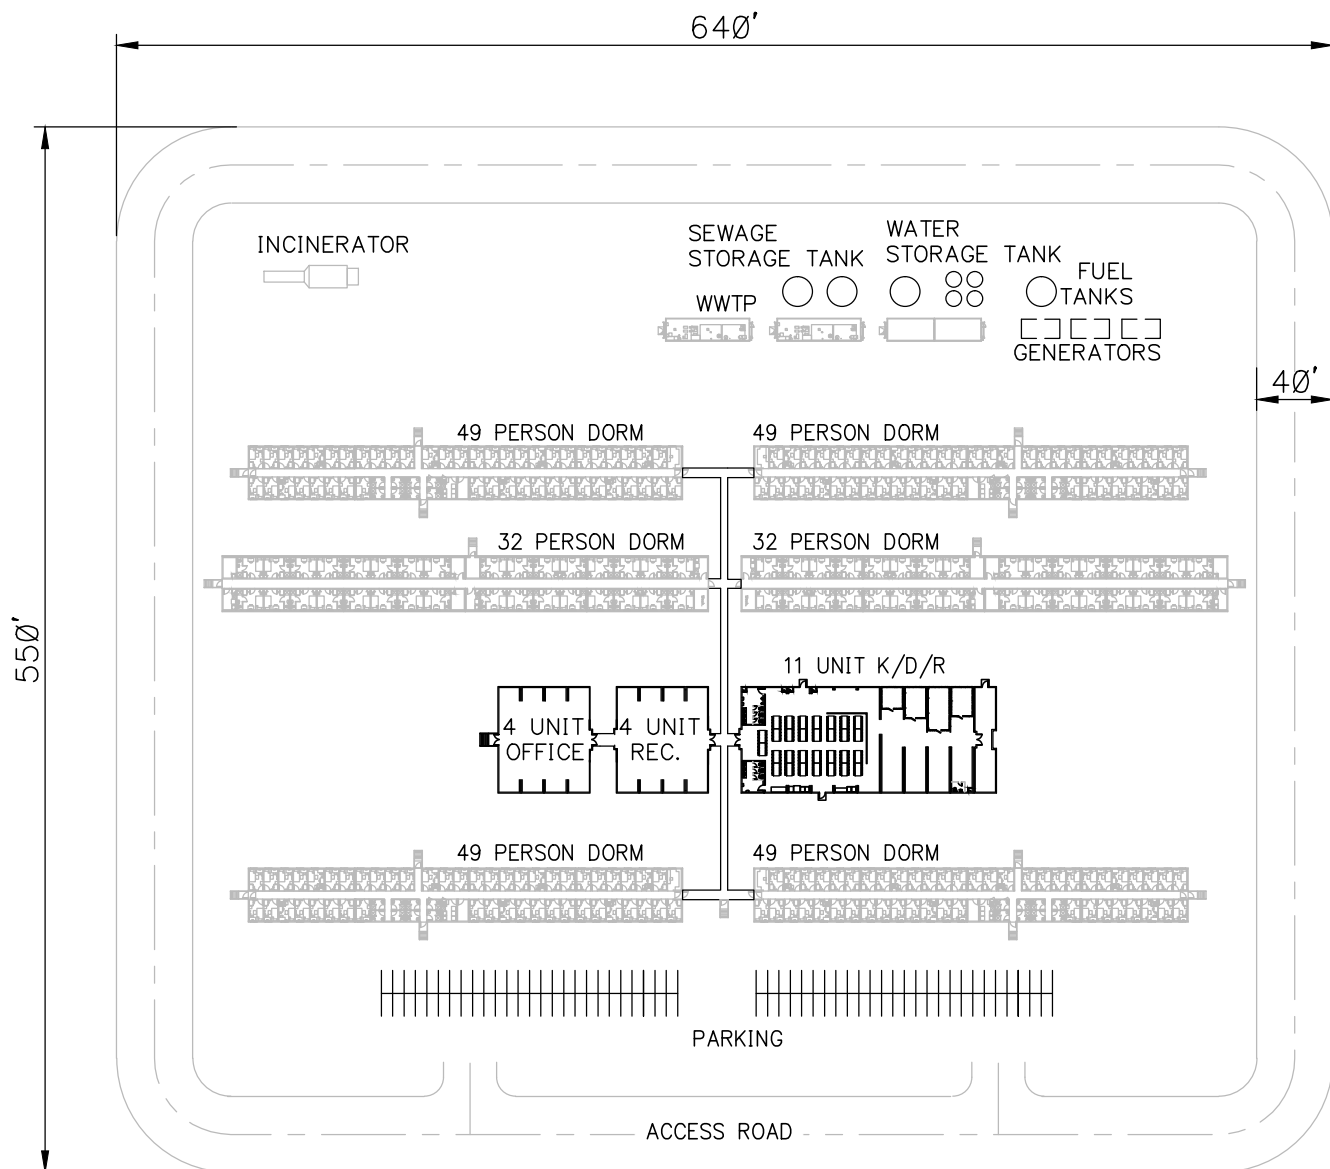 640'
INCINERATOR
SEWAGE
STORAGE TANK
WATER
STORAGE TANK
FUEL
TANKS
WWTP
GENERATORS
40'
49 PERSON DORM
49 PERSON DORM
32 PERSON DORM
32 PERSON DORM
550'
11 UNIT K/D/R
4 UNIT
OFFICE
4 UNIT
REC.
49 PERSON DORM
49 PERSON DORM
PARKING
ACCESS ROAD